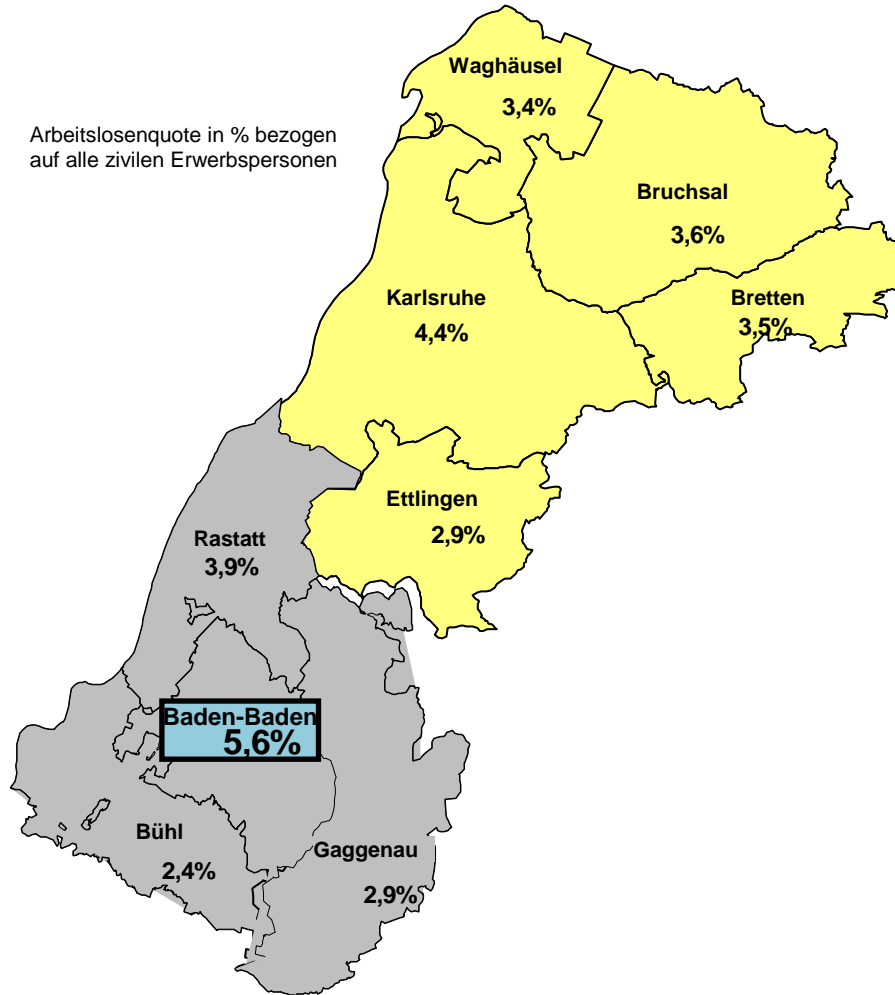 Waghäusel
3,4%
Arbeitslosenquote in % bezogen
auf alle zivilen Erwerbspersonen
Bruchsal
3,6%
Karlsruhe
4,4%
Bretten
3,5%
Ettlingen
2,9%
Rastatt
3,9%
Baden-Baden
5,6%
Bühl
2,4%
Gaggenau
2,9%